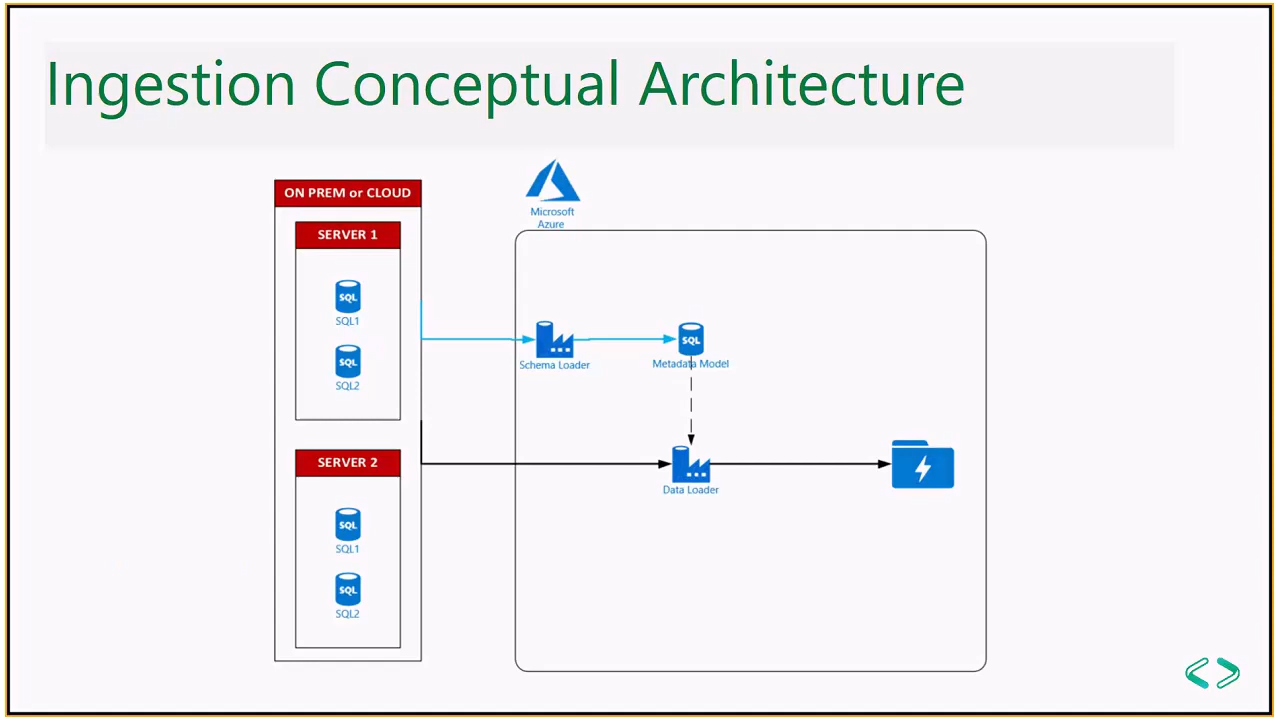 Ingestion Conceptual Architecture
Microsoft
Azure
ON PREM or CLOUD
SERVER 1
SQL
SQL1
SQL
SQL2
Schema Loader
SQL
Metadata Model
SERVER 2
SQL
SQL1
SQL
SQL2
Data Loader